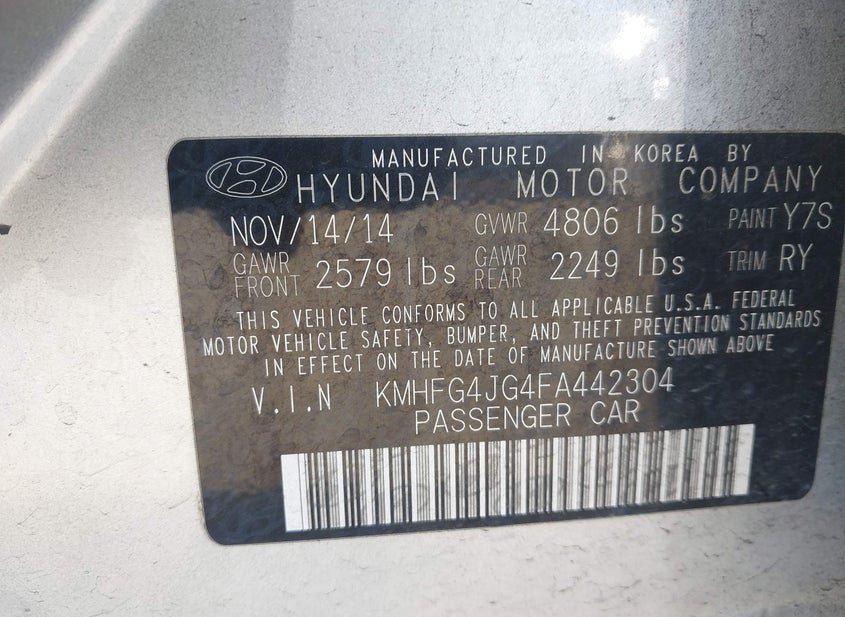 MANUFACTURED IN KOREA BY
HYUNDAI MOTOR COMPANY
NOV/14/14 GVWR 4806 lbs PAINT Y7S
GAWR FRONT 2579 lbs GAWR REAR 2249 lbs TRIM RY
THIS VEHICLE CONFORMS TO ALL APPLICABLE U.S.A. FEDERAL
MOTOR VEHICLE SAFETY, BUMPER, AND THEFT PREVENTION STANDARDS
IN EFFECT ON THE DATE OF MANUFACTURE SHOWN ABOVE
V.I.N KMHFG4JG4FA442304
PASSENGER CAR